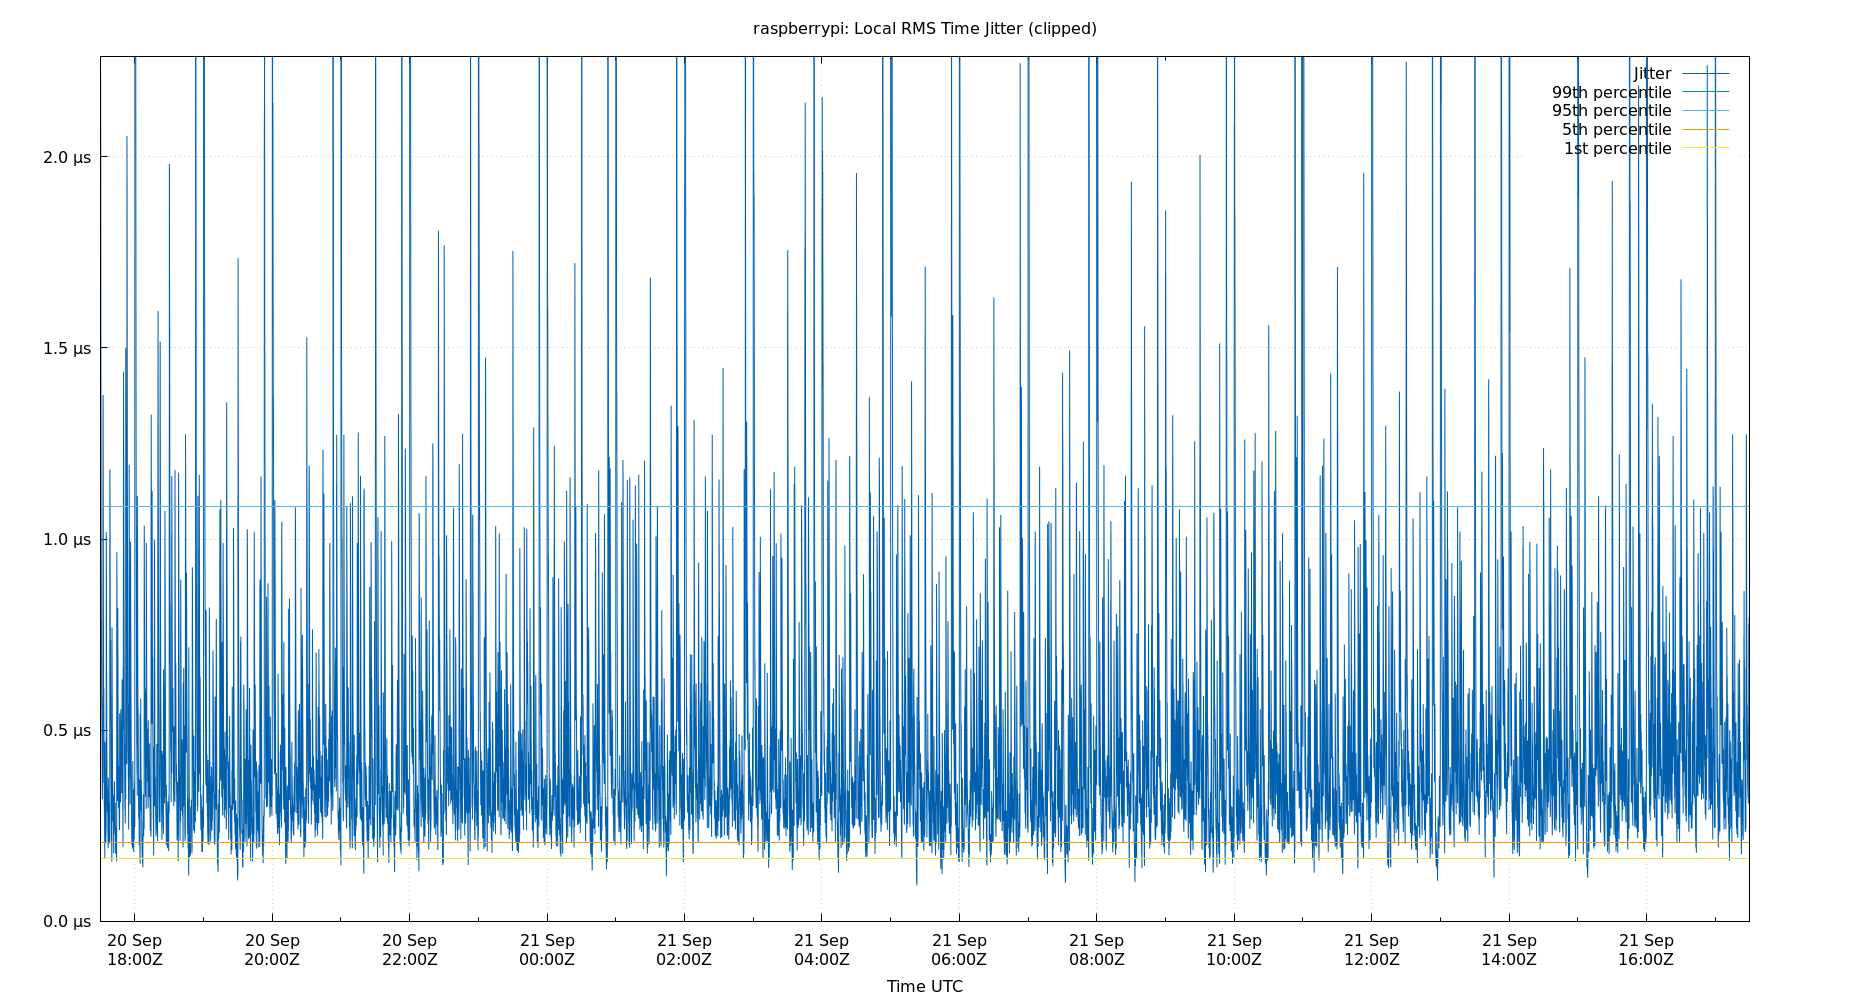 raspberrypi: Local RMS Time Jitter (clipped)
Jitter
99th percentile
95th percentile
5th percentile
1st percentile
2.0 µs
1.5 µs
1.0 µs
0.5 µs
0.0 µs
20 Sep 20 Sep 20 Sep 21 Sep 21 Sep 21 Sep 21 Sep 21 Sep 21 Sep 21 Sep 21 Sep 21 Sep
18:00Z 20:00Z 22:00Z 00:00Z 02:00Z 04:00Z 06:00Z 08:00Z 10:00Z 12:00Z 14:00Z 16:00Z
Time UTC